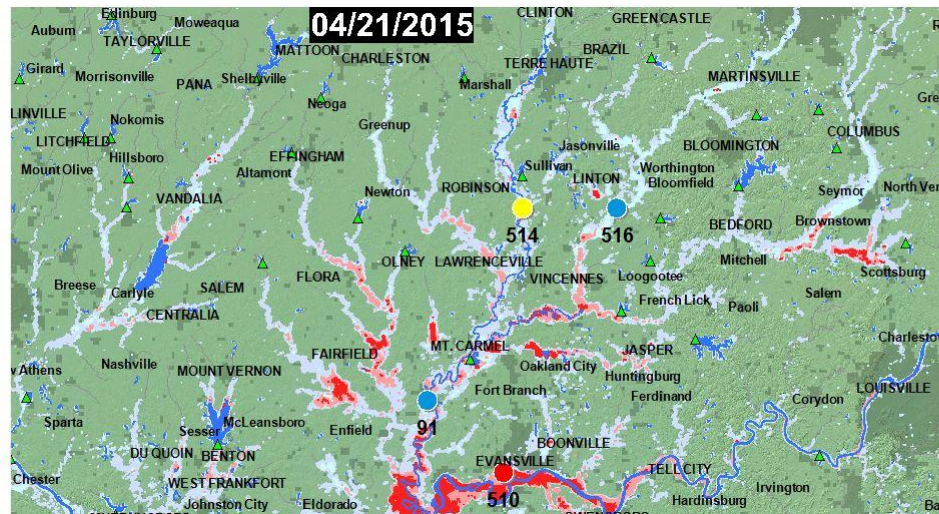 04/21/2015
Edinburg
Auburn
Moweaqua
TAYLORVILLE
MATTOON
CHARLESTON
CLINTON
GREENCASTLE
BRAZIL
TERRE HAUTE
MARTINSVILLE
Girard
Morrisonville
PANA
Shelbyville
Marshall
Neoga
LINVILLE
Nokomis
Greenup
COLUMBUS
LITCHFIELD
Hillsboro
EFFINGHAM
Jasonville
BLOOMINGTON
Mount Olive
Altamont
Sullivan
Worthington
LINTON
Bloomfield
VANDALIA
Newton
ROBINSON
Seymor
North Ver
514
516
BEDFORD
Brownstown
OLNEY
LAWRENCEVILLE
Mitchell
FLORA
VINCENNES
Loogootee
Scottsburg
Breese
Carlyle
SALEM
French Lick
Paoli
Salem
CENTRALIA
Charlesto
MT. CARMEL
JASPER
FAIRFIELD
Nashville
Oakland City
w Athens
MOUNT VERNON
Huntingburg
Fort Branch
Ferdinand
LOUISVILLE
Corydon
Sparta
McLeansboro
91
Sesser
Enfield
BOONVILLE
DU QUOIN
BENTON
EVANSVILLE
TELL CITY
Chester
WEST FRANKFORT
510
Irvington
Johnston City
Eldorado
Hardinsburg